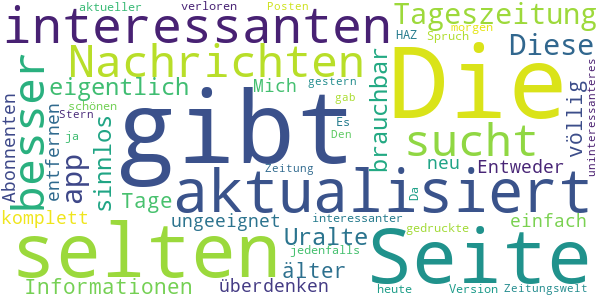 aktueller verloren Posten
interessanten Tageszeitung
morgen
HAZ Spruch
Nachrichten Die Diese
besser eigentlich Mich gestern brauchbar völlig uninteressanteres
Abonnenten entfernen app sinnlos Stern schönen ja
gibt gab Es Den
sucht
neu Entweder
Zeitung
Tage aktualisiert Da
komplett ungeeignet interessanter gedruckte einfach
selten Uralte jedenfalls Seite
Informationen älter
überdenken heute Version Zeitungswelt